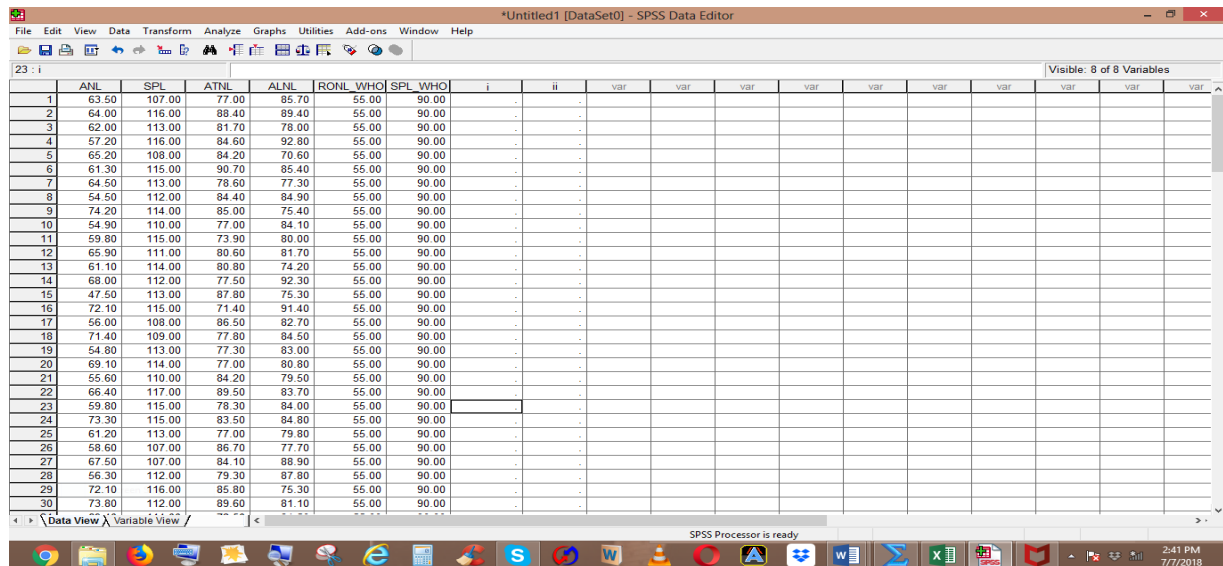 *Untitled1 [DataSet0] - SPSS Data Editor
File Edit View Data Transform Analyze Graphs Utilities Add-ons Window Help
23 : i Visible: 8 of 8 Variables
ANL SPL ATNL ALNL RONL_WHO SPL_WHO i ii var var var var var var var var
1 63.50 107.00 77.00 85.70 55.00 90.00 . .
2 64.00 116.00 88.40 89.40 55.00 90.00 . .
3 62.00 113.00 81.70 78.00 55.00 90.00 . .
4 57.20 116.00 84.60 92.80 55.00 90.00 . .
5 65.20 108.00 84.20 70.60 55.00 90.00 . .
6 61.30 115.00 90.70 85.40 55.00 90.00 . .
7 64.50 113.00 78.60 77.30 55.00 90.00 . .
8 54.50 112.00 84.40 84.90 55.00 90.00 . .
9 74.20 114.00 85.00 75.40 55.00 90.00 . .
10 54.90 110.00 77.00 84.10 55.00 90.00 . .
11 59.80 115.00 73.90 80.00 55.00 90.00 . .
12 65.90 111.00 80.60 81.70 55.00 90.00 . .
13 61.10 114.00 80.80 74.20 55.00 90.00 . .
14 68.00 112.00 77.50 92.30 55.00 90.00 . .
15 47.50 113.00 87.80 75.30 55.00 90.00 . .
16 72.10 115.00 71.40 91.40 55.00 90.00 . .
17 56.00 108.00 86.50 82.70 55.00 90.00 . .
18 71.40 109.00 77.80 84.50 55.00 90.00 . .
19 54.80 113.00 77.30 83.00 55.00 90.00 . .
20 69.10 114.00 77.00 80.80 55.00 90.00 . .
21 55.60 110.00 84.20 79.50 55.00 90.00 . .
22 66.40 117.00 89.50 83.70 55.00 90.00 . .
23 59.80 115.00 78.30 84.00 55.00 90.00 . .
24 73.30 115.00 83.50 84.80 55.00 90.00 . .
25 61.20 113.00 77.00 79.80 55.00 90.00 . .
26 58.60 107.00 86.70 77.70 55.00 90.00 . .
27 67.50 107.00 84.10 88.90 55.00 90.00 . .
28 56.30 112.00 79.30 87.80 55.00 90.00 . .
29 72.10 116.00 85.80 75.30 55.00 90.00 . .
30 73.80 112.00 89.60 81.10 55.00 90.00 . .
Data View Variable View
SPSS Processor is ready
2:41 PM
7/7/2018